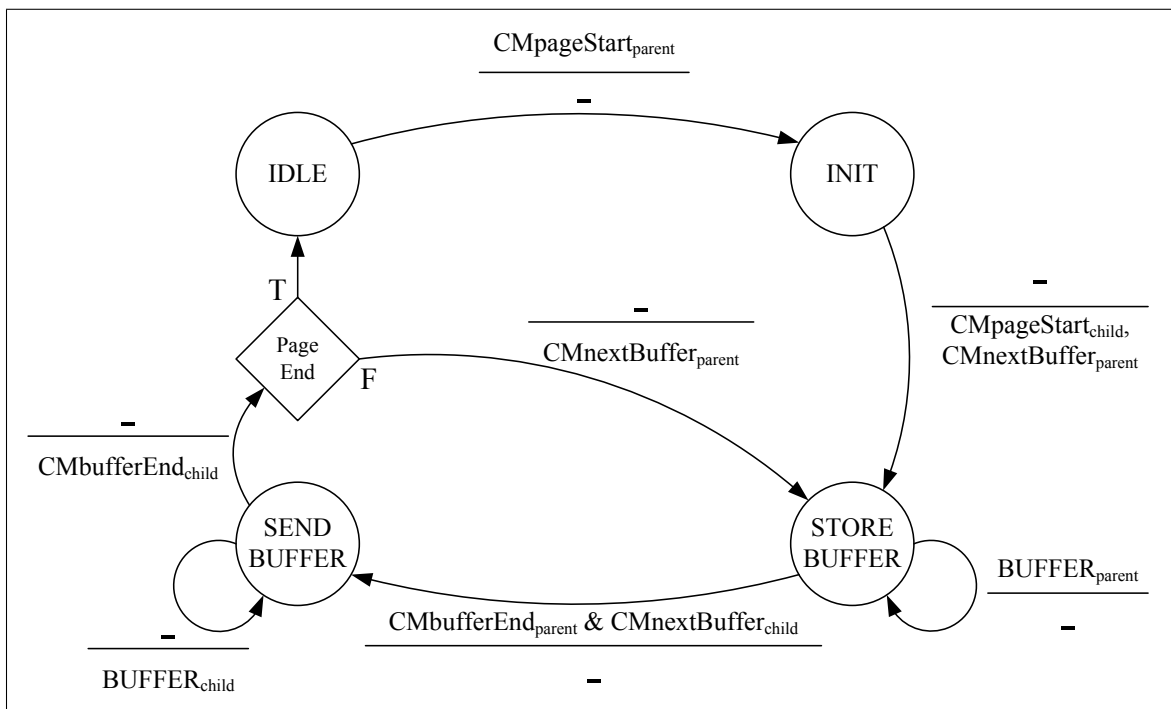 CMpageStartparent
-
IDLE
INIT
T
-
CMpageStartchild,
CMnextBufferparent
-
CMnextBufferparent
Page
End
F
-
CMbufferEndchild
SEND
BUFFER
STORE
BUFFER
BUFFERparent
-
CMbufferEndparent & CMnextBufferchild
-
-
BUFFERchild